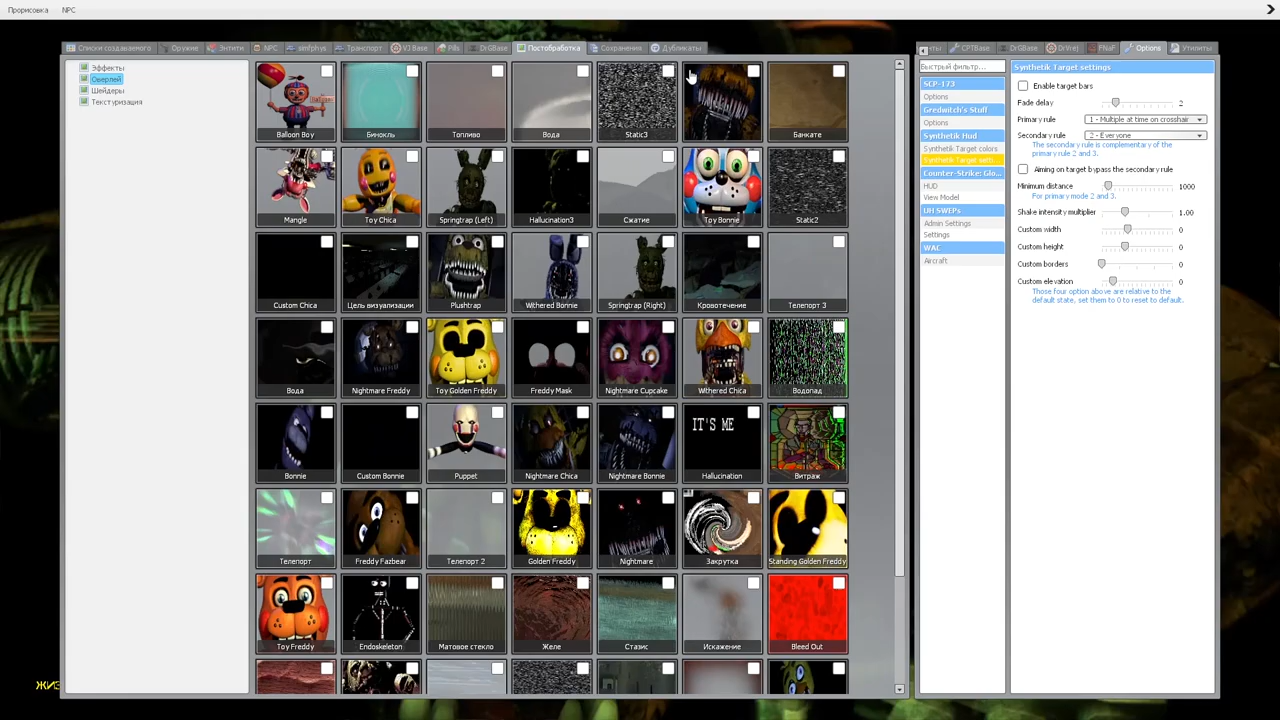 Прорисовка NPC
Списки создаваемого Оружие Энтити NPC simfphys Транспорт VJ Base Pills DrGBase Постобработка Сохранения Дубликаты
Эффекты
Оверлей
Шейдеры
Текстуризация
Balloon Boy Бинокль Топливо Вода Static3 Банкате
Mangle Toy Chica Springtrap (Left) Hallucination3 Сжатие Toy Bonnie Static2
Custom Chica Цель визуализации Plushtrap Withered Bonnie Springtrap (Right) Кровотечение Телепорт 3
Вода Nightmare Freddy Toy Golden Freddy Freddy Mask Nightmare Cupcake Withered Chica Водопад
IT'S ME
Bonnie Custom Bonnie Puppet Nightmare Chica Nightmare Bonnie Hallucination Витраж
Телепорт Freddy Fazbear Телепорт 2 Golden Freddy Nightmare Закрутка Standing Golden Freddy
Toy Freddy Endoskeleton Матовое стекло Желе Стазис Искажение Bleed Out
ЖИЗ
нты CPTBase DrGBase DrVrej FNaF Options Утилиты
Быстрый фильтр...
SCP-173
Options
Gredwitch's Stuff
Options
Synthetik Hud
Synthetik Target colors
Synthetik Target setti...
Counter-Strike: Glo...
HUD
View Model
UH SWEPs
Admin Settings
Settings
WAC
Aircraft
Synthetik Target settings
Enable target bars
Fade delay 2
Primary rule 1 - Multiple at time on crosshair
Secondary rule 2 - Everyone
The secondary rule is complementary of the
primary rule 2 and 3.
Aiming on target bypass the secondary rule
Minimum distance 1000
For primary mode 2 and 3.
Shake intensity multiplier 1.00
Custom width 0
Custom height 0
Custom borders 0
Custom elevation 0
Those four option above are relative to the
default state, set them to 0 to reset to default.